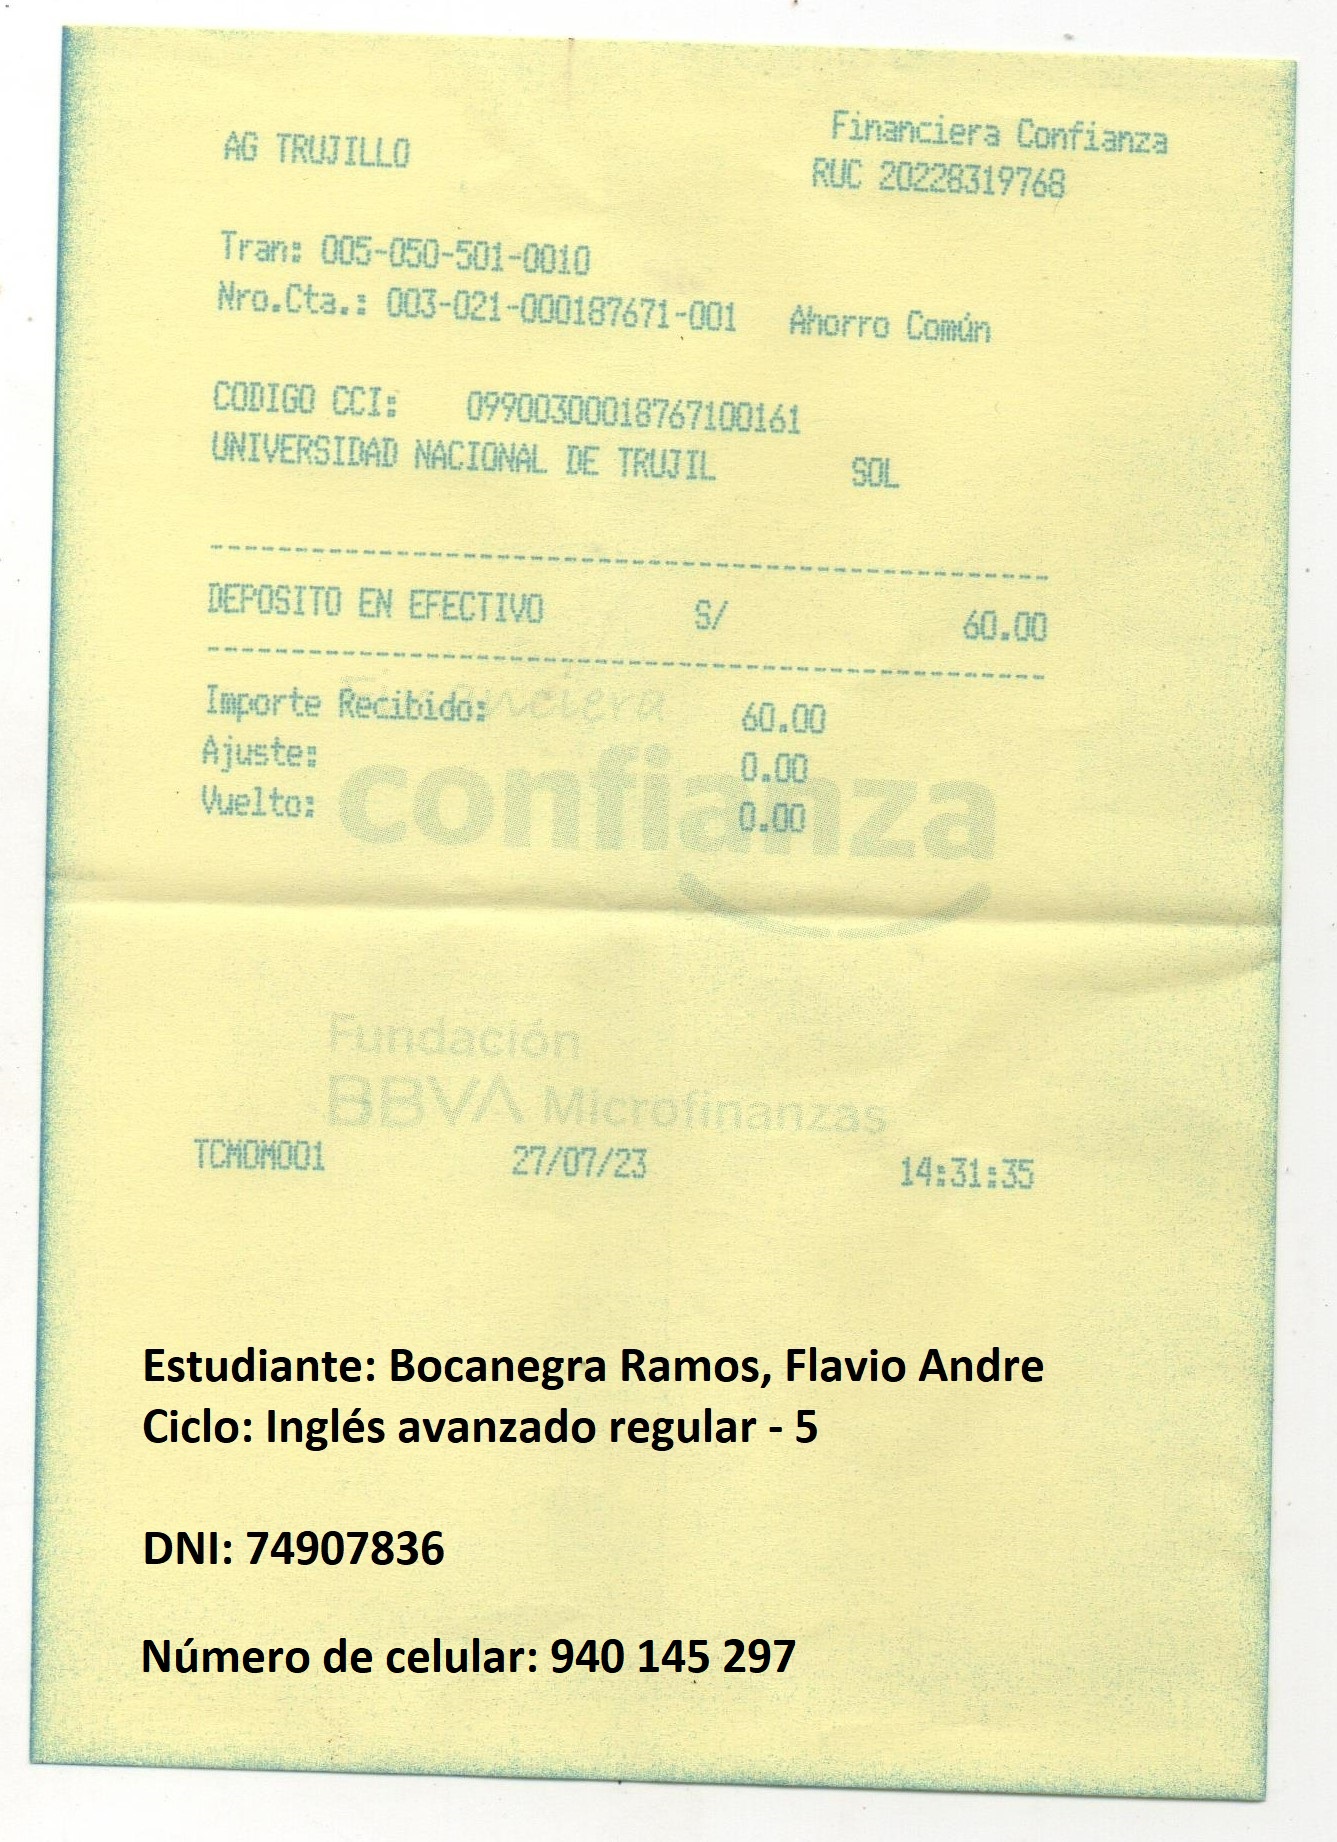 AG TRUJILLO
Financiera Confianza
RUC 20228319768
Tran: 005-050-501-0010
Nro.Cta.: 003-021-000187671-001 Ahorro Común
CODIGO CCI: 09900300018767100161
UNIVERSIDAD NACIONAL DE TRUJIL SOL
DEPOSITO EN EFECTIVO S/ 60.00
Importe Recibido: 60.00
Ajuste: 0.00
Vuelto: 0.00
Financiera
confianza
Fundación
BBVA Microfinanzas
TCMOM001 27/07/23 14:31:35
Estudiante: Bocanegra Ramos, Flavio Andre
Ciclo: Inglés avanzado regular - 5
DNI: 74907836
Número de celular: 940 145 297